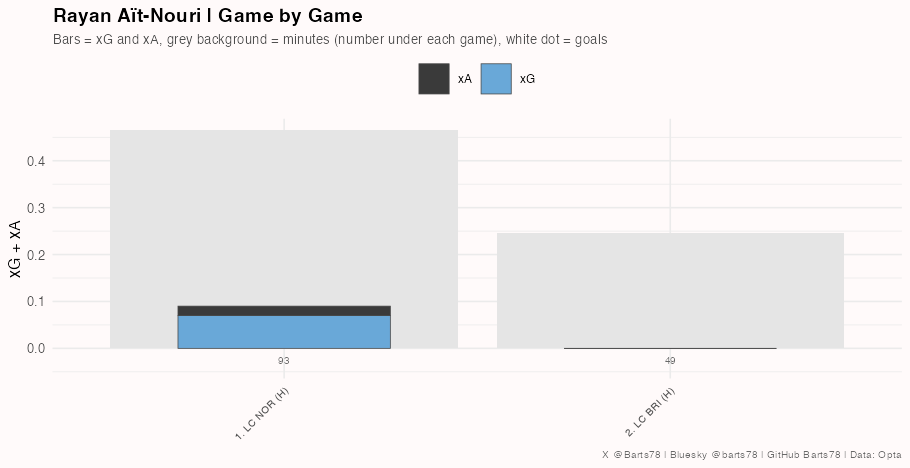 Rayan Aït-Nouri | Game by Game
Bars = xG and xA, grey background = minutes (number under each game), white dot = goals
xA xG
xG + xA
0.4
0.3
0.2
0.1
0.0
93 49
1. LC NOR (H) 2. LC BRI (H)
X @Barts78 | Bluesky @barts78 | GitHub Barts78 | Data: Opta